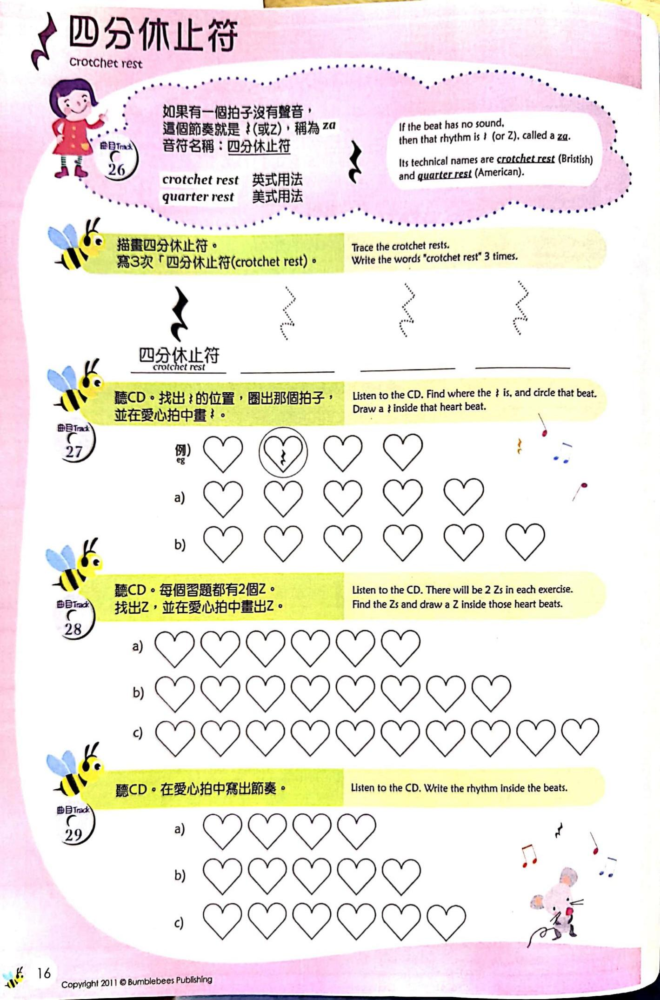 四分休止符
Crotchet rest
如果有一個拍子沒有聲音，
這個節奏就是 𝄽(或Z)，稱為 za
音符名稱：四分休止符
crotchet rest 英式用法
quarter rest 美式用法
If the beat has no sound,
then that rhythm is 𝄽 (or Z), called a za.
Its technical names are crotchet rest (Bristish)
and quarter rest (American).
曲目Track
26
描畫四分休止符。
寫3次「四分休止符(crotchet rest)。
Trace the crotchet rests.
Write the words "crotchet rest" 3 times.
四分休止符
crotchet rest
聽CD。找出𝄽的位置，圈出那個拍子，
並在愛心拍中畫𝄽。
Listen to the CD. Find where the 𝄽 is, and circle that beat.
Draw a 𝄽 inside that heart beat.
曲目Track
27
例)
eg
a)
b)
聽CD。每個習題都有2個Z。
找出Z，並在愛心拍中畫出Z。
Listen to the CD. There will be 2 Zs in each exercise.
Find the Zs and draw a Z inside those heart beats.
曲目Track
28
a)
b)
c)
聽CD。在愛心拍中寫出節奏。
Listen to the CD. Write the rhythm inside the beats.
曲目Track
29
a)
b)
c)
16
Copyright 2011 © Bumblebees Publishing